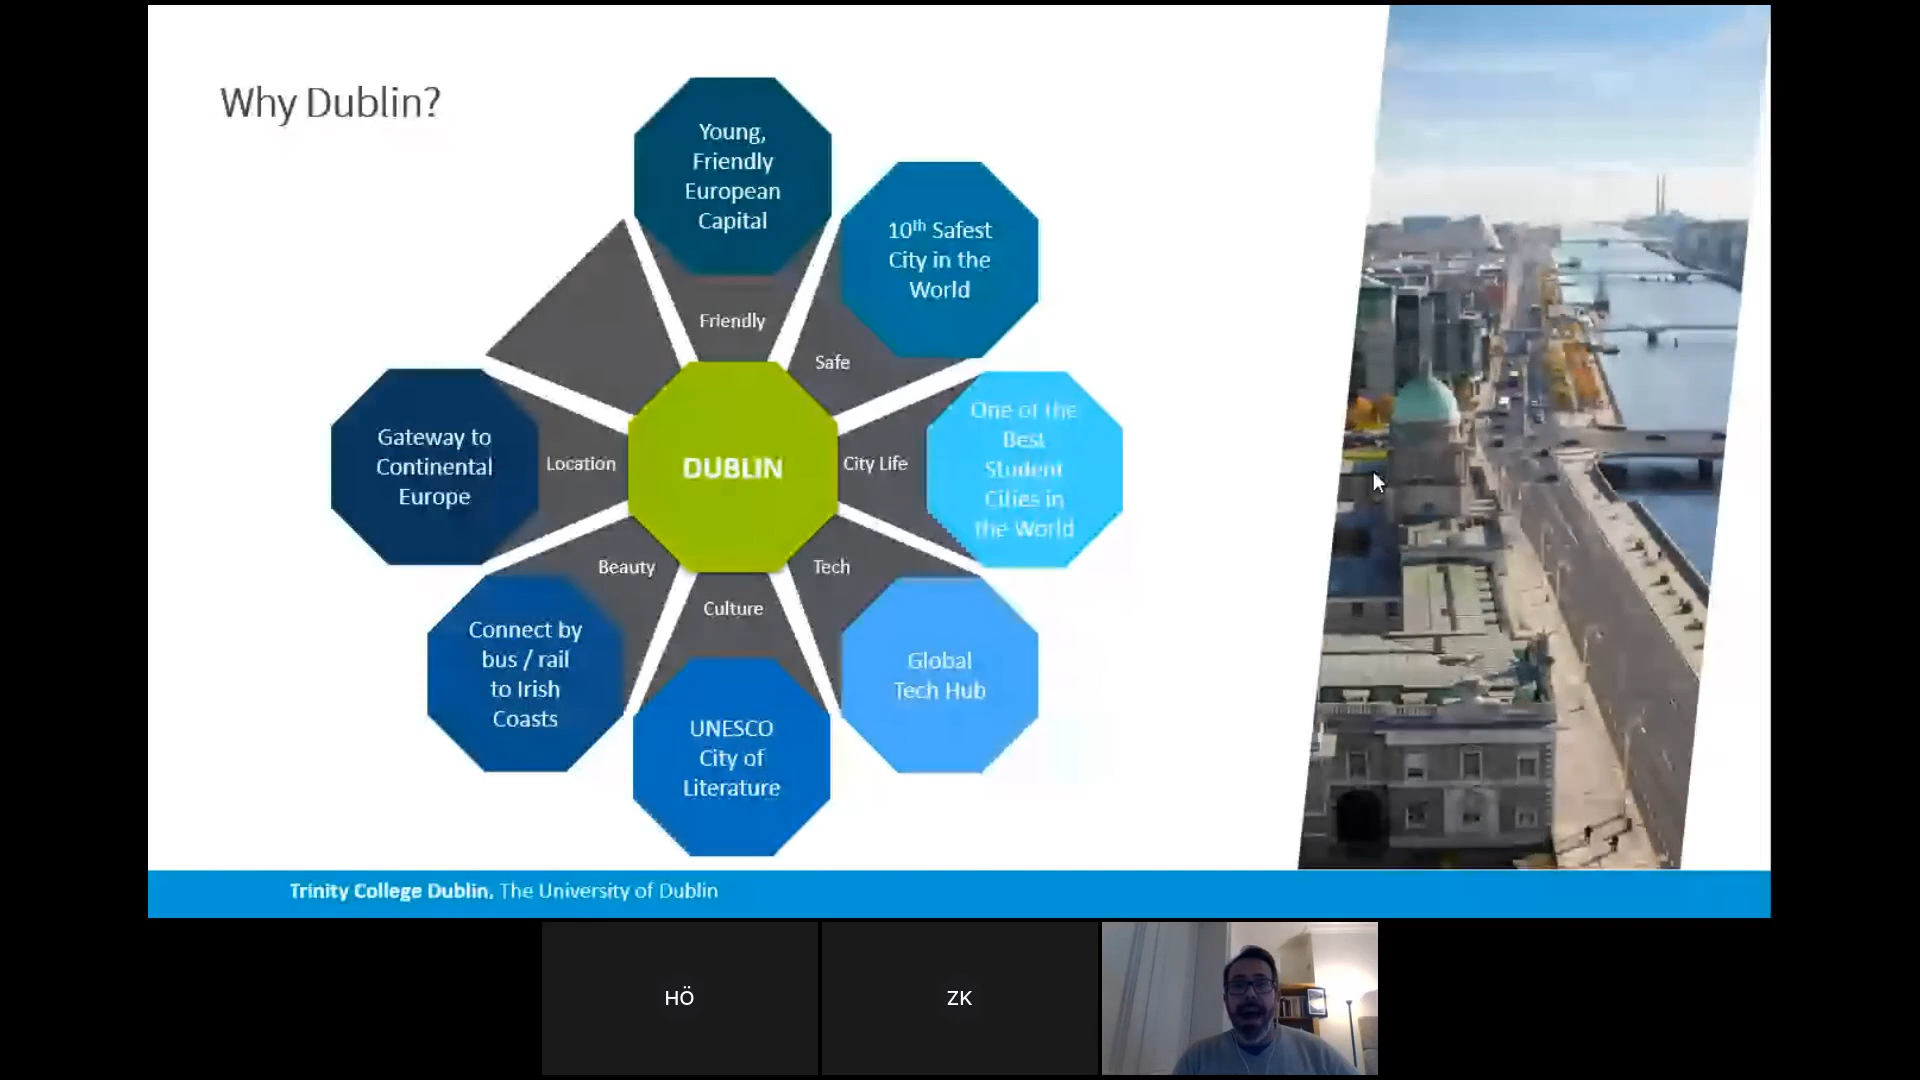 Why Dublin?
Young,
Friendly
European
Capital
10th Safest
City in the
World
Friendly
Safe
One of the
Best
Student
Cities in
the World
Gateway to
Continental
Europe
Location
DUBLIN
City Life
Beauty
Tech
Culture
Connect by
bus / rail
to Irish
Coasts
Global
Tech Hub
UNESCO
City of
Literature
Trinity College Dublin, The University of Dublin
HÖ
ZK